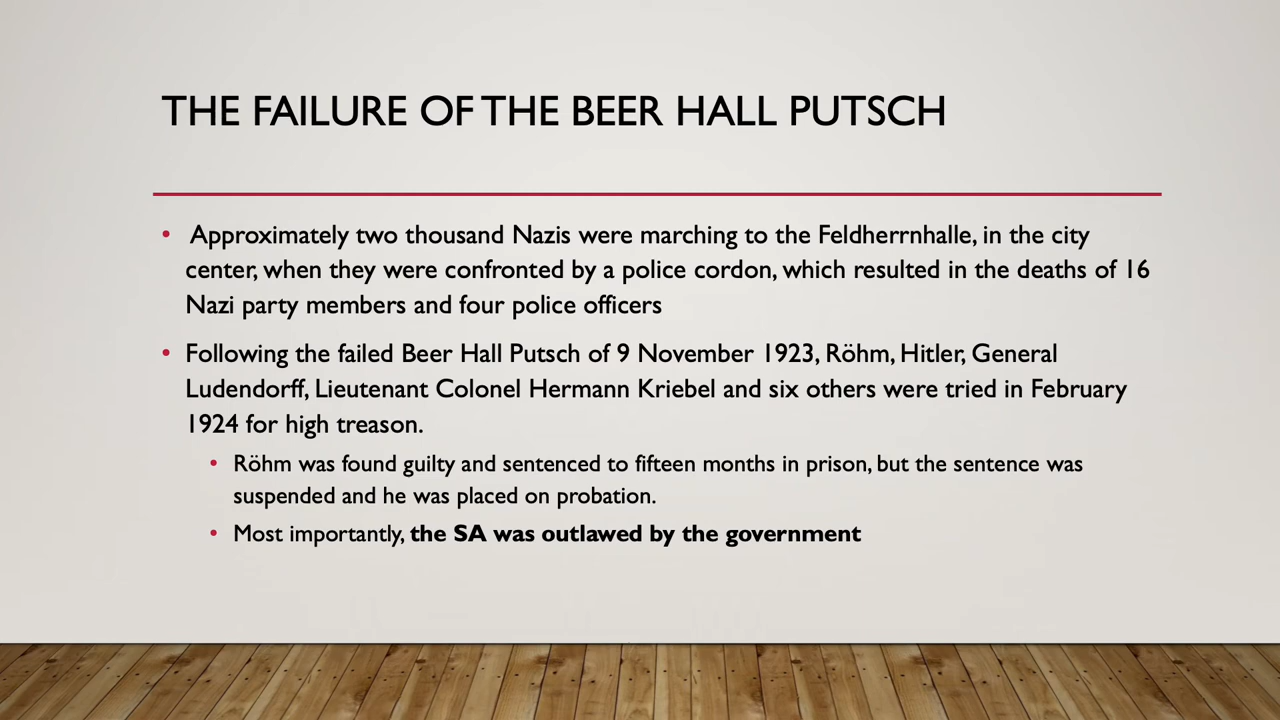 THE FAILURE OF THE BEER HALL PUTSCH
• Approximately two thousand Nazis were marching to the Feldherrnhalle, in the city
center, when they were confronted by a police cordon, which resulted in the deaths of 16
Nazi party members and four police officers
• Following the failed Beer Hall Putsch of 9 November 1923, Röhm, Hitler, General
Ludendorff, Lieutenant Colonel Hermann Kriebel and six others were tried in February
1924 for high treason.
• Röhm was found guilty and sentenced to fifteen months in prison, but the sentence was
suspended and he was placed on probation.
• Most importantly, the SA was outlawed by the government